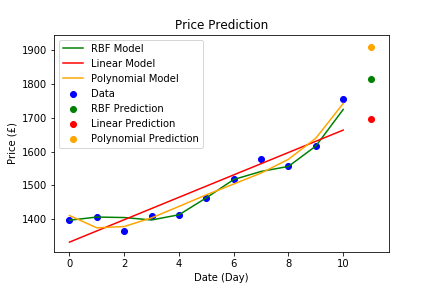 Price Prediction
RBF Model
Linear Model
Polynomial Model
Data
RBF Prediction
Linear Prediction
Polynomial Prediction
1900
1800
1700
1600
1500
1400
Price (£)
0 2 4 6 8 10
Date (Day)